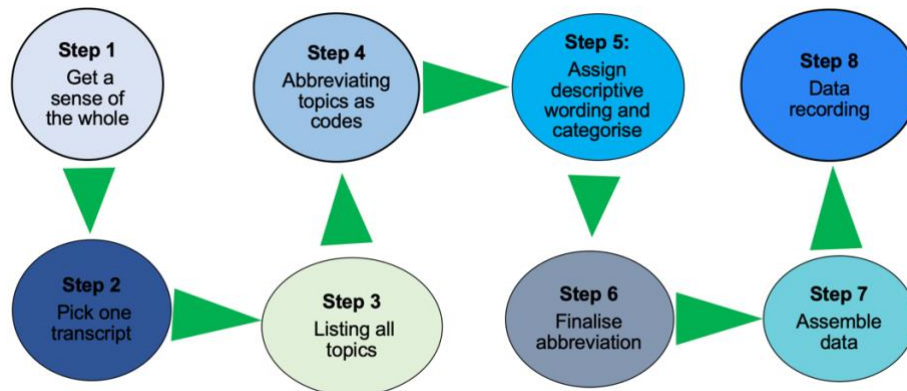 Step 1
Get a
sense of
the whole
Step 2
Pick one
transcript
Step 3
Listing all
topics
Step 4
Abbreviating
topics as
codes
Step 5:
Assign
descriptive
wording and
categorise
Step 6
Finalise
abbreviation
Step 7
Assemble
data
Step 8
Data
recording